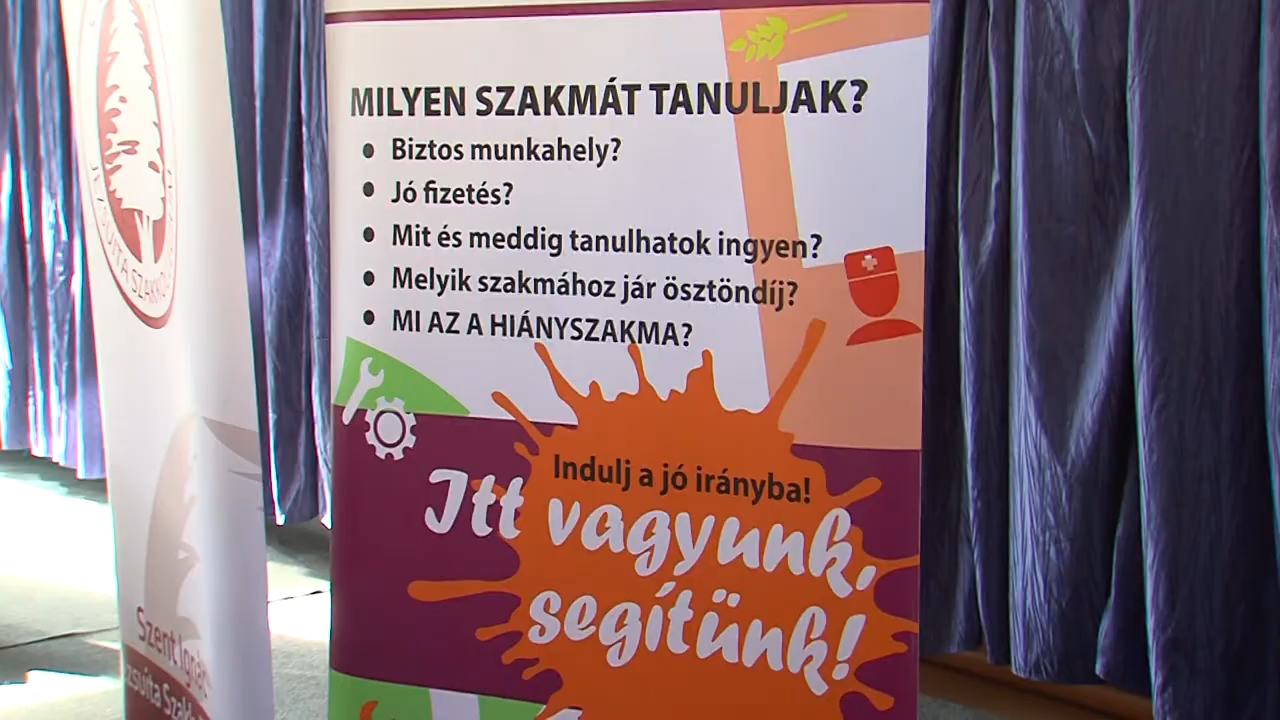 MILYEN SZAKMÁT TANULJAK?
Biztos munkahely?
Jó fizetés?
Mit és meddig tanulhatok ingyen?
Melyik szakmához jár ösztöndíj?
MI AZ A HIÁNYSZAKMA?
Indulj a jó irányba!
Itt vagyunk,
segítünk!
Szent Ignác